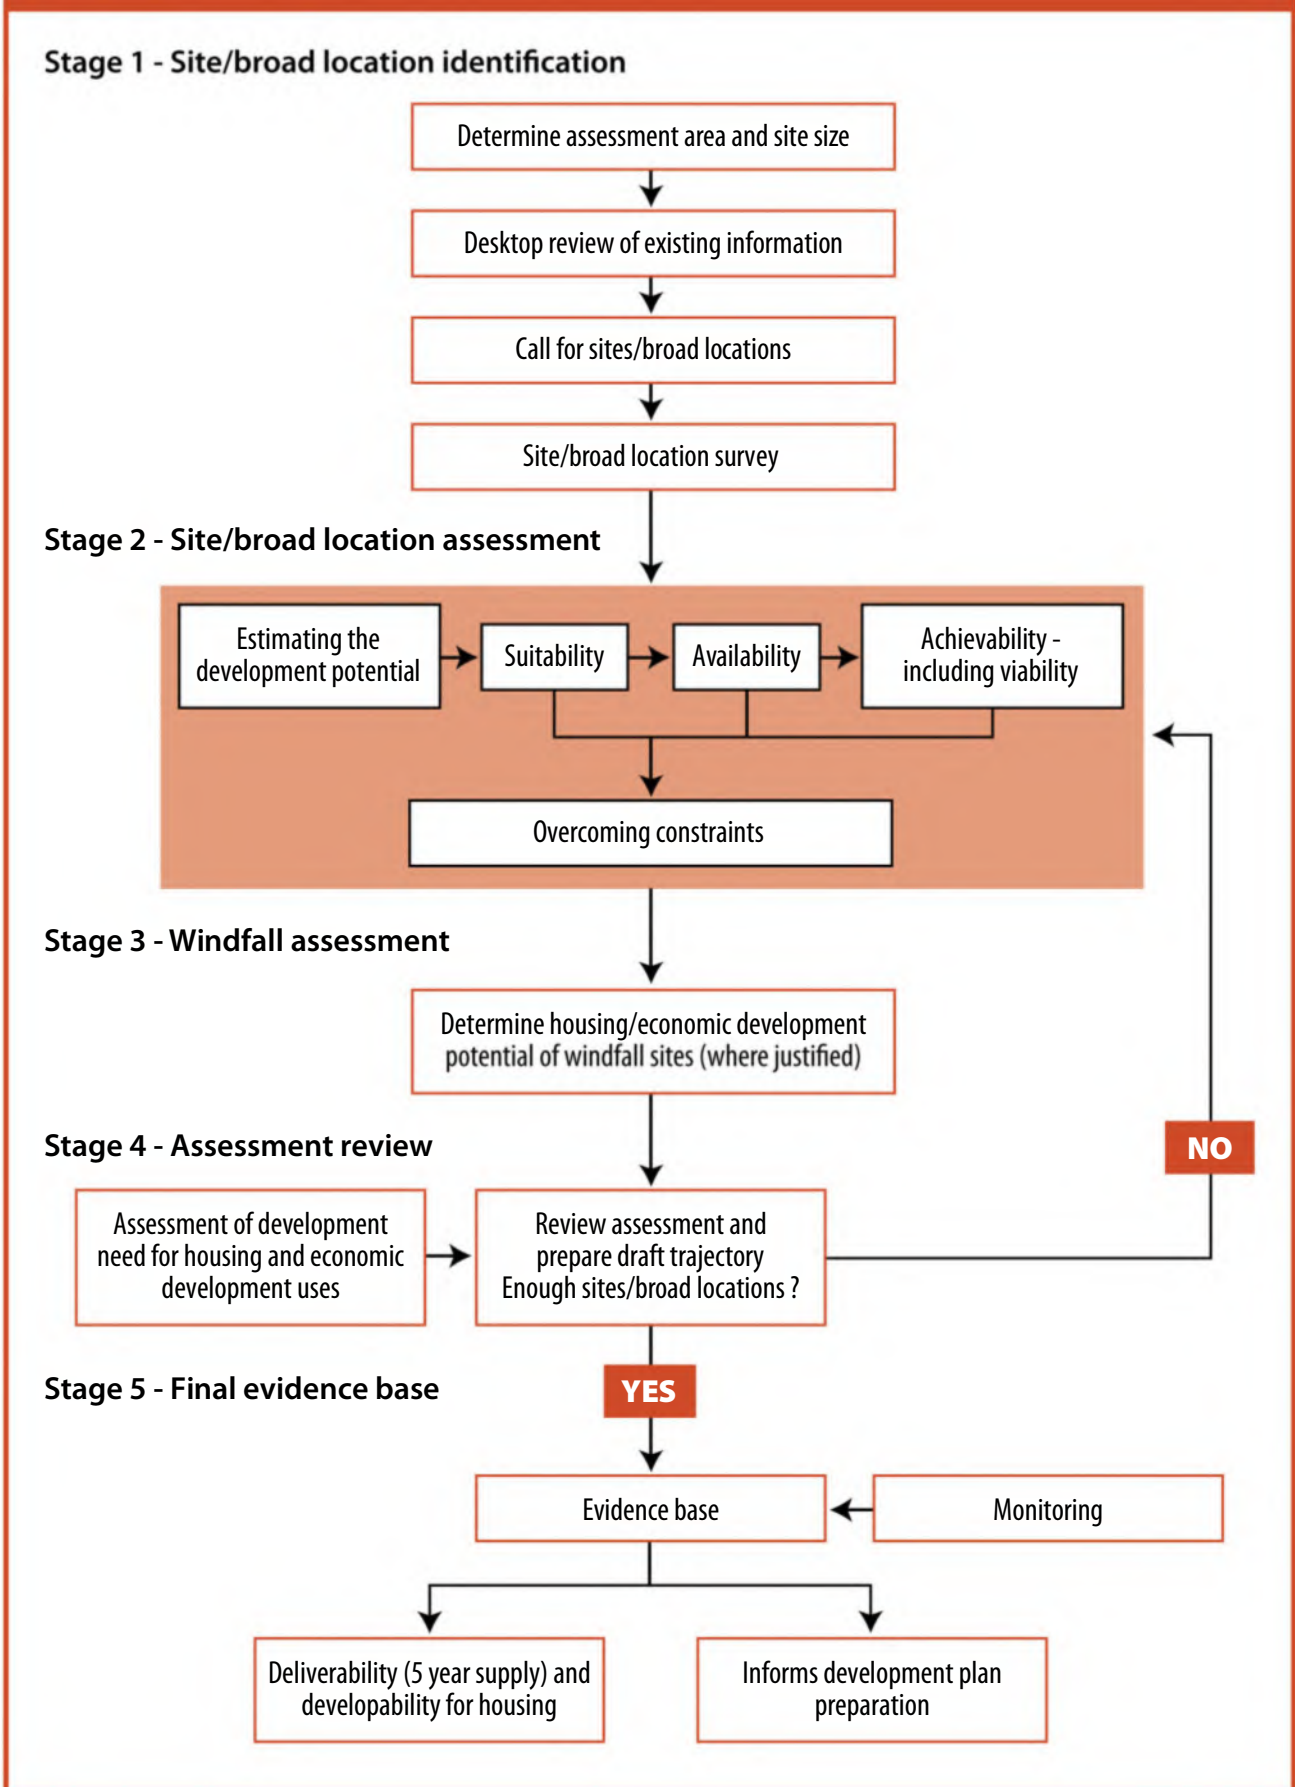 Stage 1 - Site/broad location identification
Determine assessment area and site size
Desktop review of existing information
Call for sites/broad locations
Site/broad location survey
Stage 2 - Site/broad location assessment
Estimating the
development potential
Suitability
Availability
Achievability -
including viability
Overcoming constraints
Stage 3 - Windfall assessment
Determine housing/economic development
potential of windfall sites (where justified)
Stage 4 - Assessment review
NO
Assessment of development
need for housing and economic
development uses
Review assessment and
prepare draft trajectory
Enough sites/broad locations ?
Stage 5 - Final evidence base
YES
Evidence base
Monitoring
Deliverability (5 year supply) and
developability for housing
Informs development plan
preparation